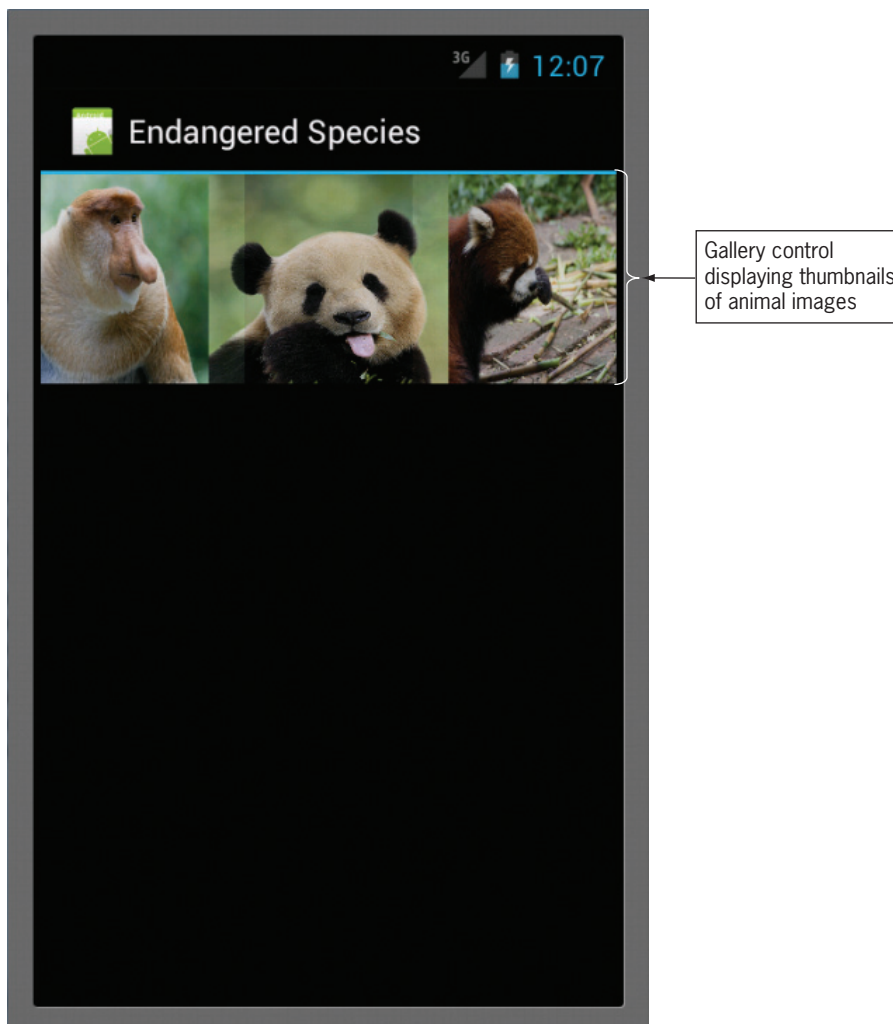 3G 12:07
Endangered Species
Gallery control
displaying thumbnails
of animal images